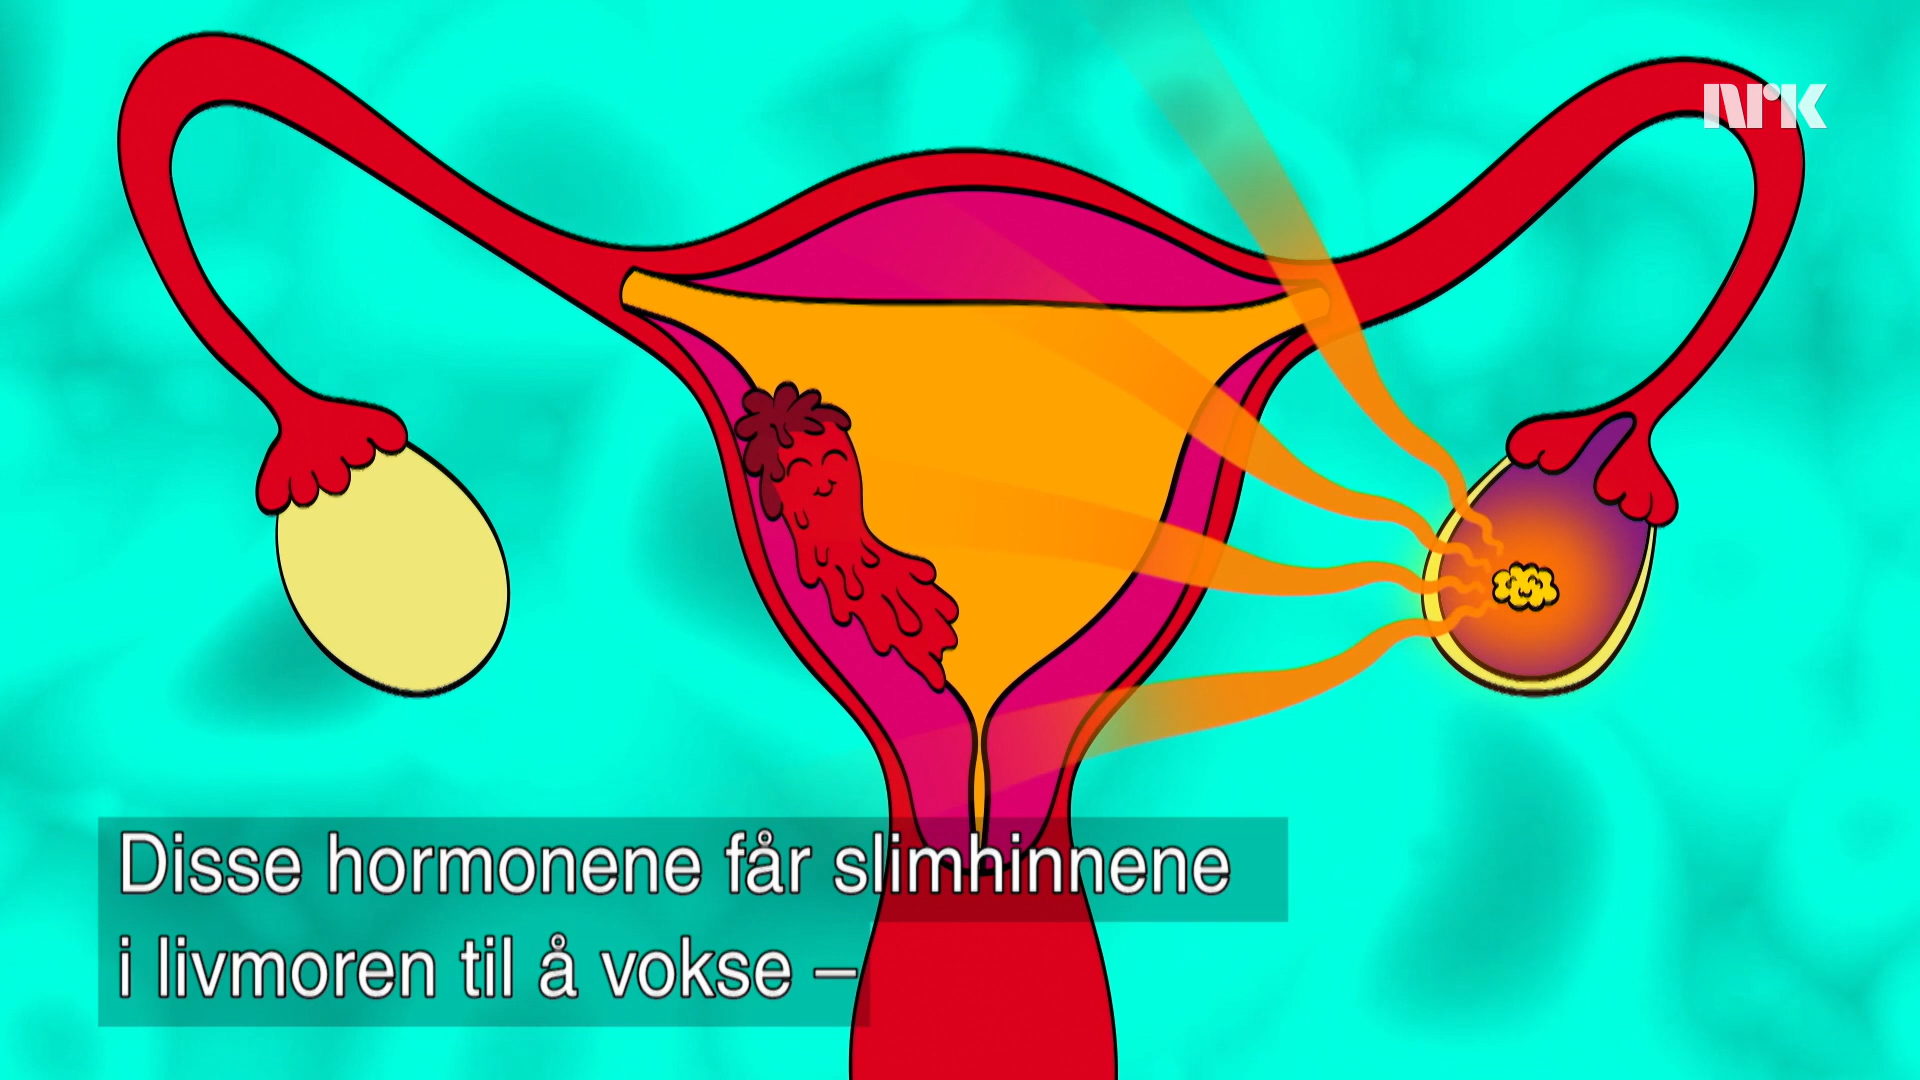 NRK
Disse hormonene får slimhinnene
i livmoren til å vokse –